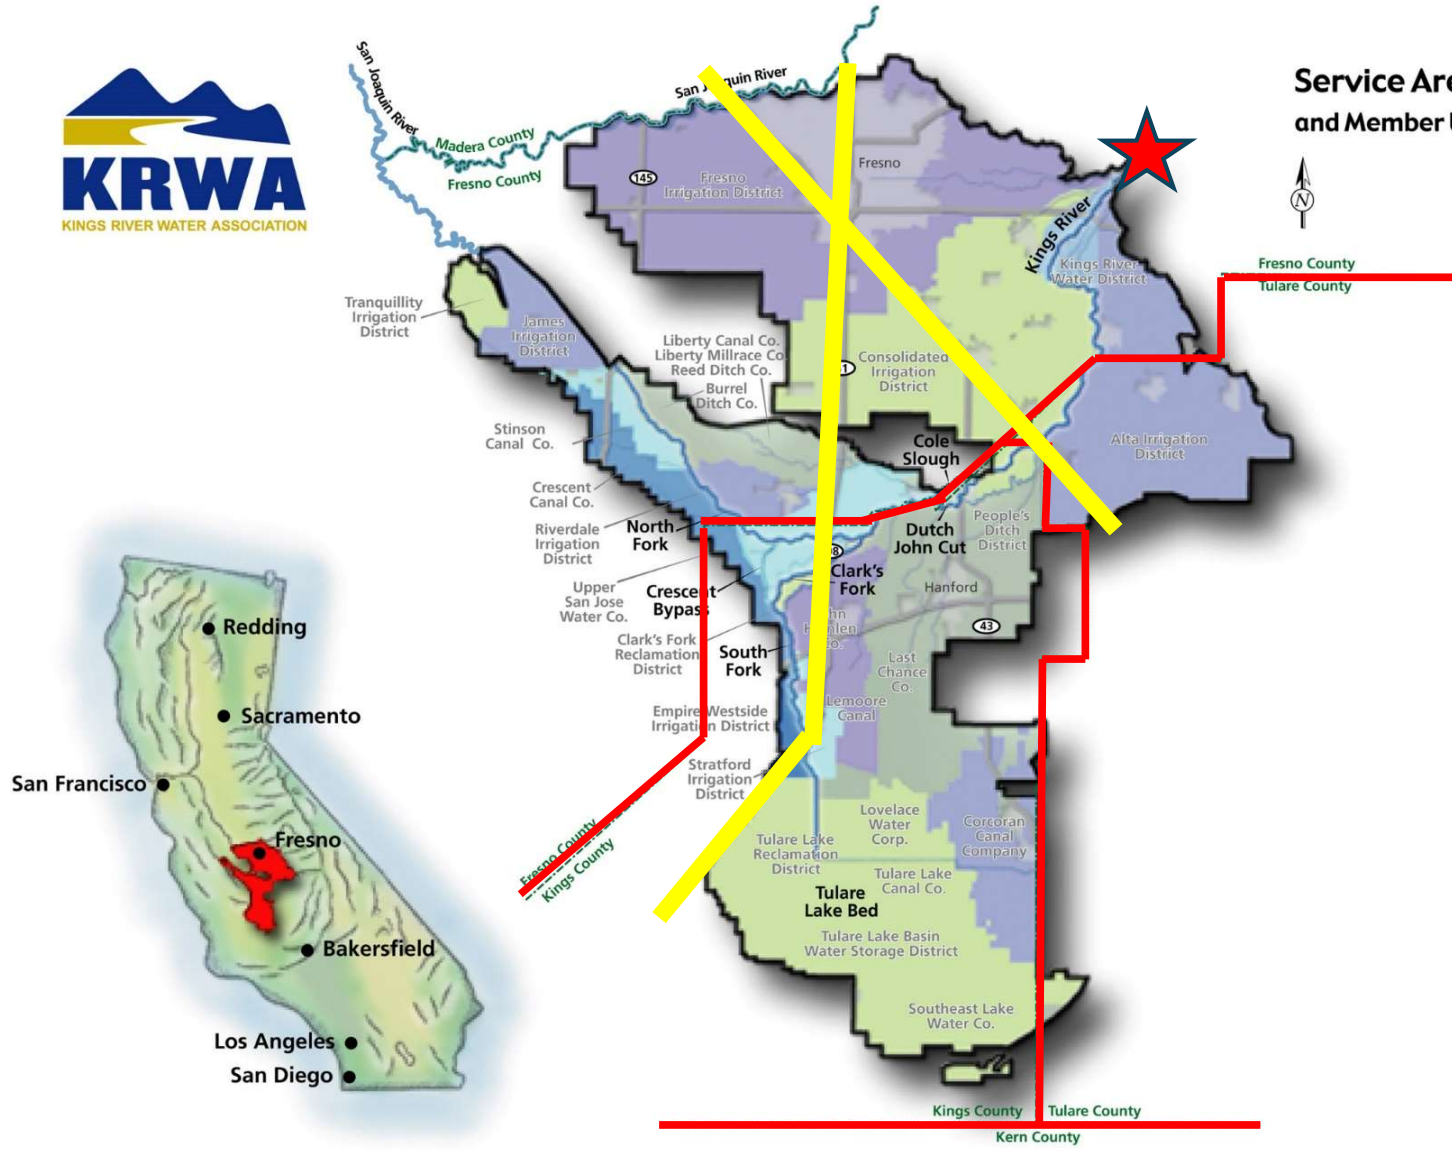 KRWA
KINGS RIVER WATER ASSOCIATION
San Joaquin River
San Joaquin River
Madera County
Fresno County
Service Are
and Member
N
145
Fresno
Irrigation District
Fresno
Kings River
Kings River
Water District
Fresno County
Tulare County
Tranquillity
Irrigation
District
James
Irrigation
District
Liberty Canal Co.
Liberty Millrace Co.
Reed Ditch Co.
Burrel
Ditch Co.
Consolidated
Irrigation
District
Stinson
Canal Co.
Cole
Slough
Alta Irrigation
District
Crescent
Canal Co.
Riverdale
Irrigation
District
North
Fork
Dutch
John Cut
People's
Ditch
District
Upper
San Jose
Water Co.
Crescent
Bypass
Clark's
Fork
Hanford
43
Clark's Fork
Reclamation
District
South
Fork
Last
Chance
Co.
Lemoore
Canal
Empire Westside
Irrigation District
Stratford
Irrigation
District
Fresno County
Kings County
Lovelace
Water
Corp.
Corcoran
Canal
Company
Tulare Lake
Reclamation
District
Tulare Lake
Canal Co.
Tulare
Lake Bed
Tulare Lake Basin
Water Storage District
Southeast Lake
Water Co.
Kings County
Tulare County
Kern County
Redding
Sacramento
San Francisco
Fresno
Bakersfield
Los Angeles
San Diego